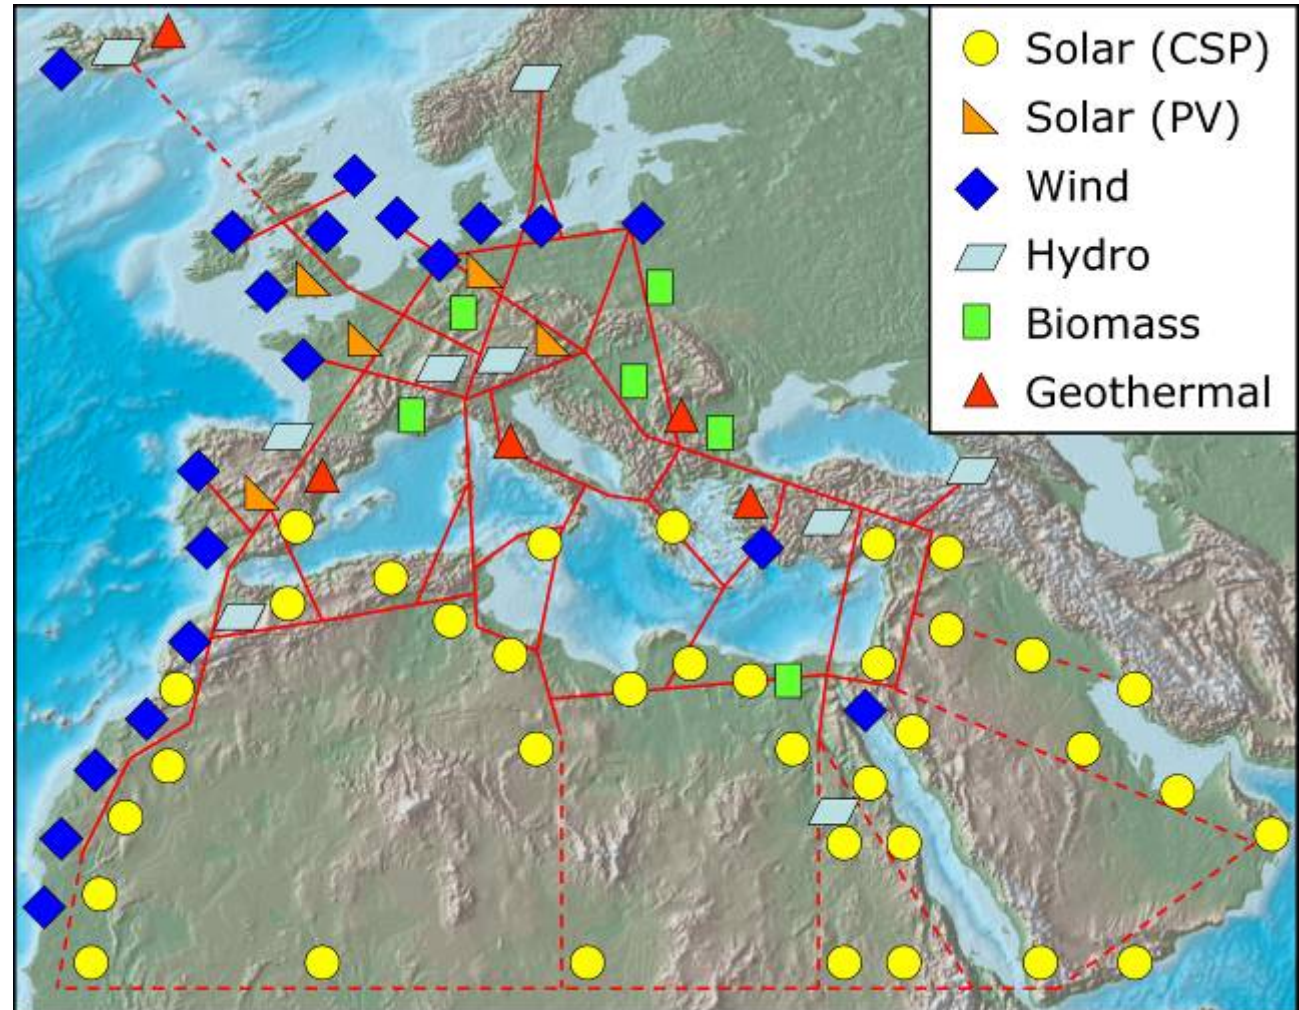 Solar (CSP)
Solar (PV)
Wind
Hydro
Biomass
Geothermal